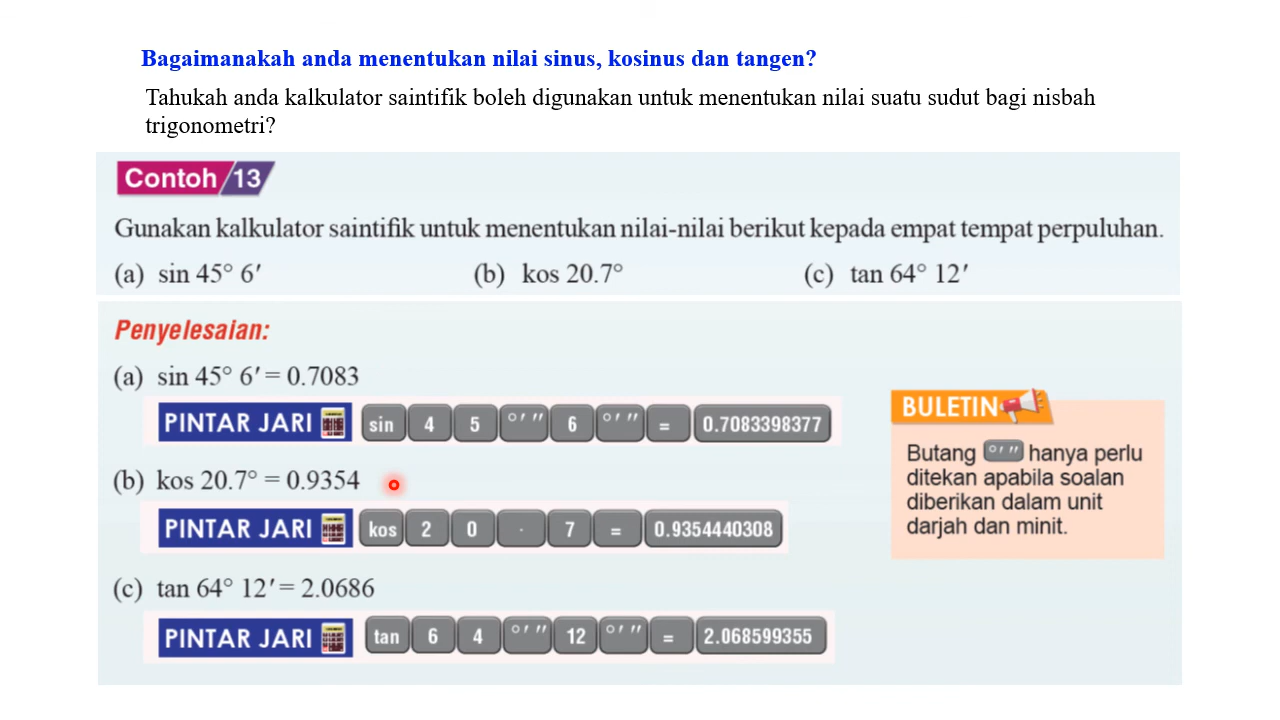 Bagaimanakah anda menentukan nilai sinus, kosinus dan tangen?
Tahukah anda kalkulator saintifik boleh digunakan untuk menentukan nilai suatu sudut bagi nisbah
trigonometri?
Contoh 13
Gunakan kalkulator saintifik untuk menentukan nilai-nilai berikut kepada empat tempat perpuluhan.
(a) sin 45° 6′ (b) kos 20.7° (c) tan 64° 12′
Penyelesaian:
(a) sin 45° 6′ = 0.7083
PINTAR JARI sin 4 5 ° ′ ″ 6 ° ′ ″ = 0.7083398377
(b) kos 20.7° = 0.9354
PINTAR JARI kos 2 0 · 7 = 0.9354440308
(c) tan 64° 12′ = 2.0686
PINTAR JARI tan 6 4 ° ′ ″ 12 ° ′ ″ = 2.068599355
BULETIN
Butang ° ′ ″ hanya perlu
ditekan apabila soalan
diberikan dalam unit
darjah dan minit.